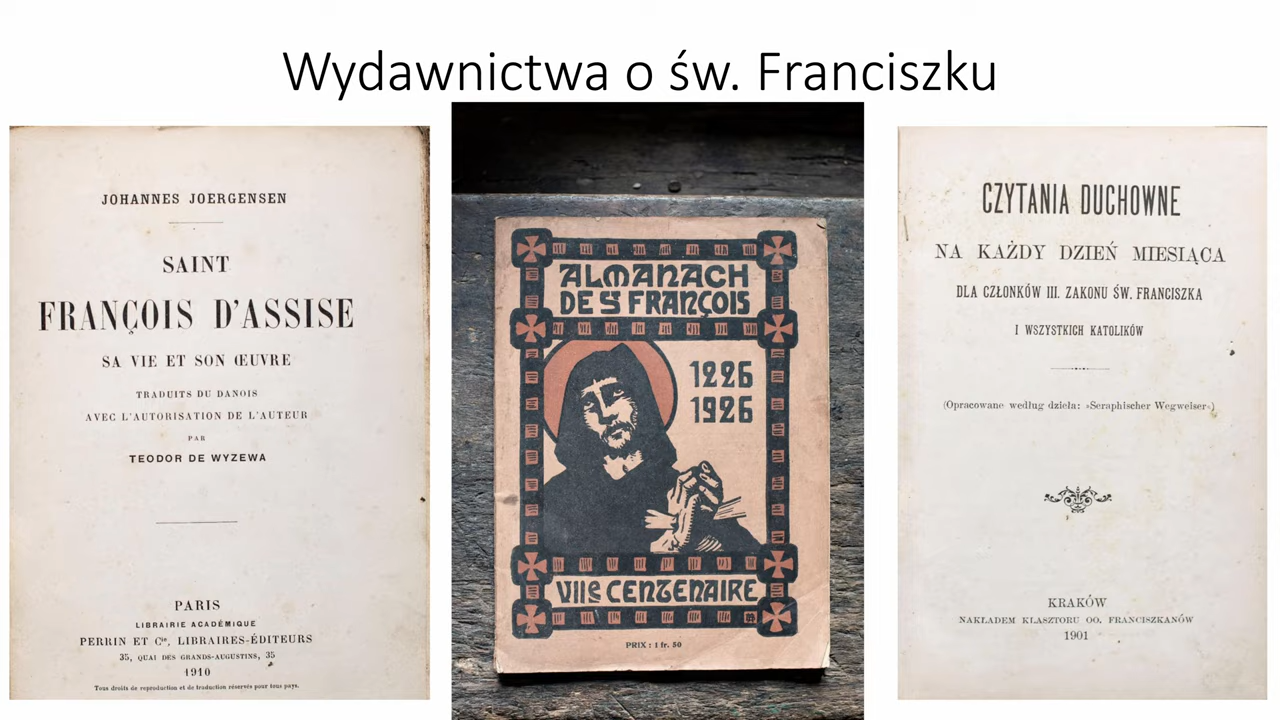 Wydawnictwa o św. Franciszku
JOHANNES JOERGENSEN
SAINT
FRANÇOIS D'ASSISE
SA VIE ET SON ŒUVRE
TRADUITS DU DANOIS
AVEC L'AUTORISATION DE L'AUTEUR
PAR
TEODOR DE WYZEWA
PARIS
LIBRAIRIE ACADÉMIQUE
PERRIN ET Cie, LIBRAIRES-ÉDITEURS
35, QUAI DES GRANDS-AUGUSTINS, 35
1910
Tous droits de reproduction et de traduction réservés pour tous pays.
ALMANACH
DE St FRANÇOIS
1226
1926
VIIe CENTENAIRE
PRIX : 1 fr. 50
CZYTANIA DUCHOWNE
NA KAŻDY DZIEŃ MIESIĄCA
DLA CZŁONKÓW III. ZAKONU ŚW. FRANCISZKA
I WSZYSTKICH KATOLIKÓW
(Opracowane według dzieła: »Seraphischer Wegweiser«)
KRAKÓW
NAKŁADEM KLASZTORU OO. FRANCISZKANÓW
1901